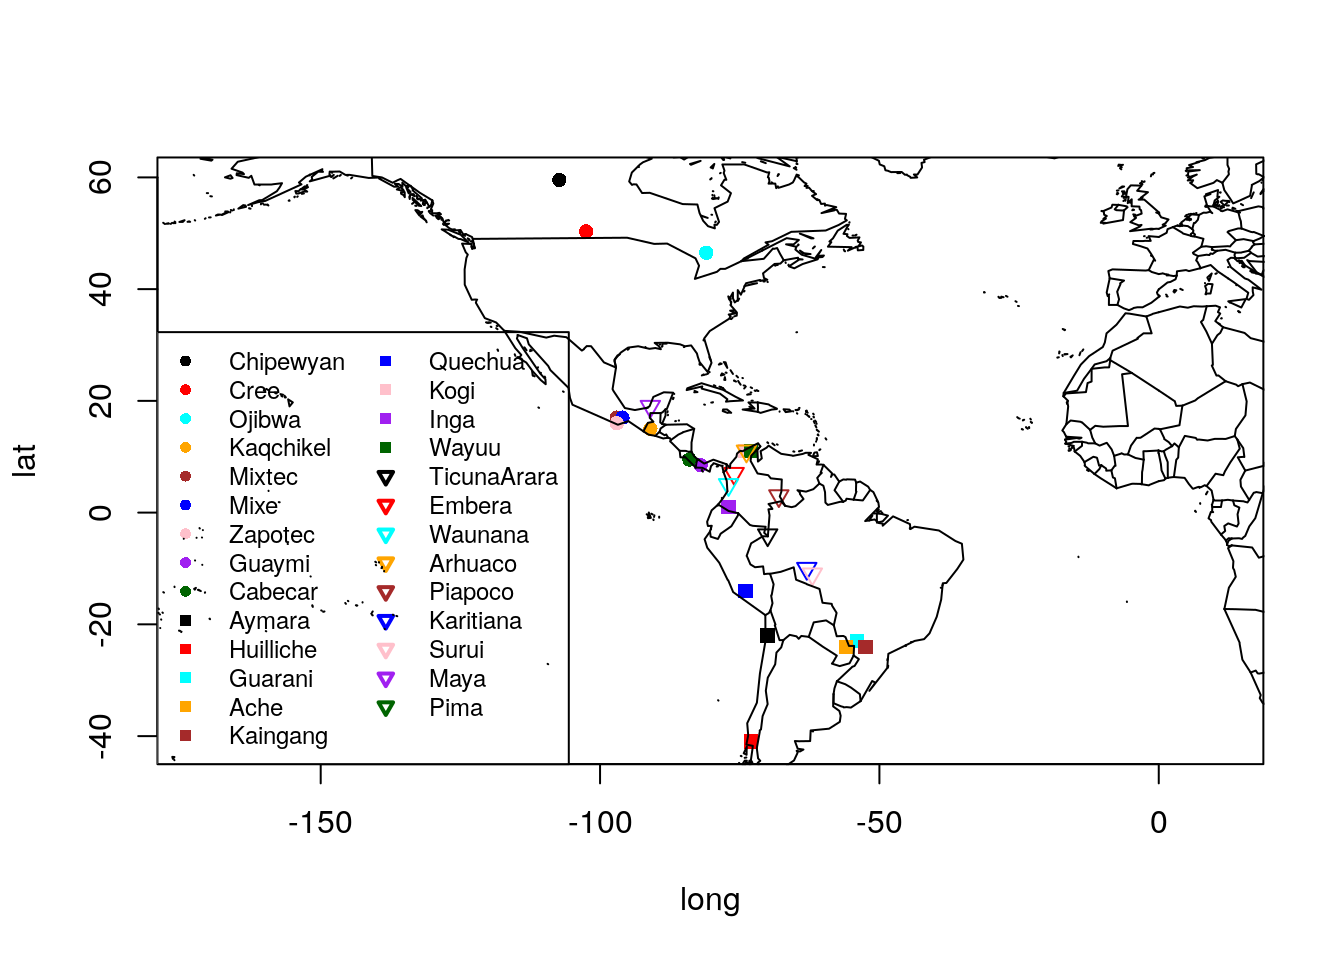 lat
60
40
20
0
-20
-40
Chipewyan
Cree
Ojibwa
Kaqchikel
Mixtec
Mixe
Zapotec
Guaymi
Cabecar
Aymara
Huilliche
Guarani
Ache
Kaingang
Quechua
Kogi
Inga
Wayuu
TicunaArara
Embera
Waunana
Arhuaco
Piapoco
Karitiana
Surui
Maya
Pima
-150
-100
-50
0
long